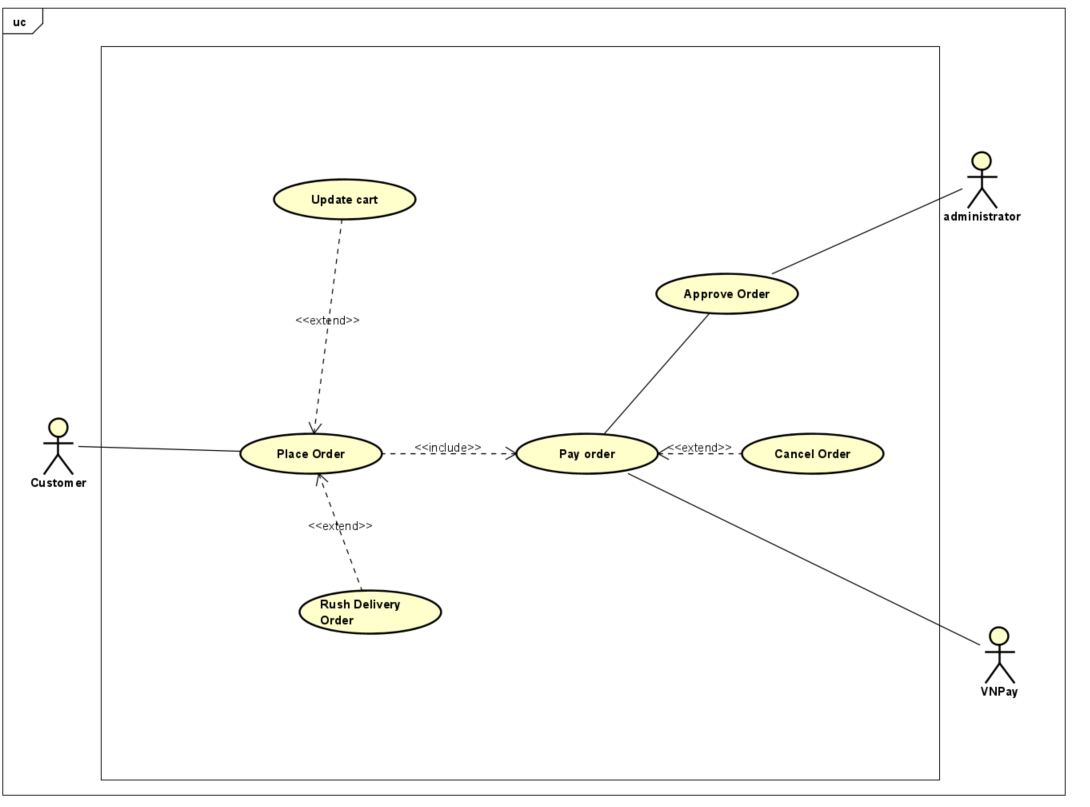 uc
Update cart
administrator
Approve Order
<<extend>>
Customer
Place Order
<<include>>
Pay order
<<extend>>
Cancel Order
<<extend>>
Rush Delivery
Order
VNPay